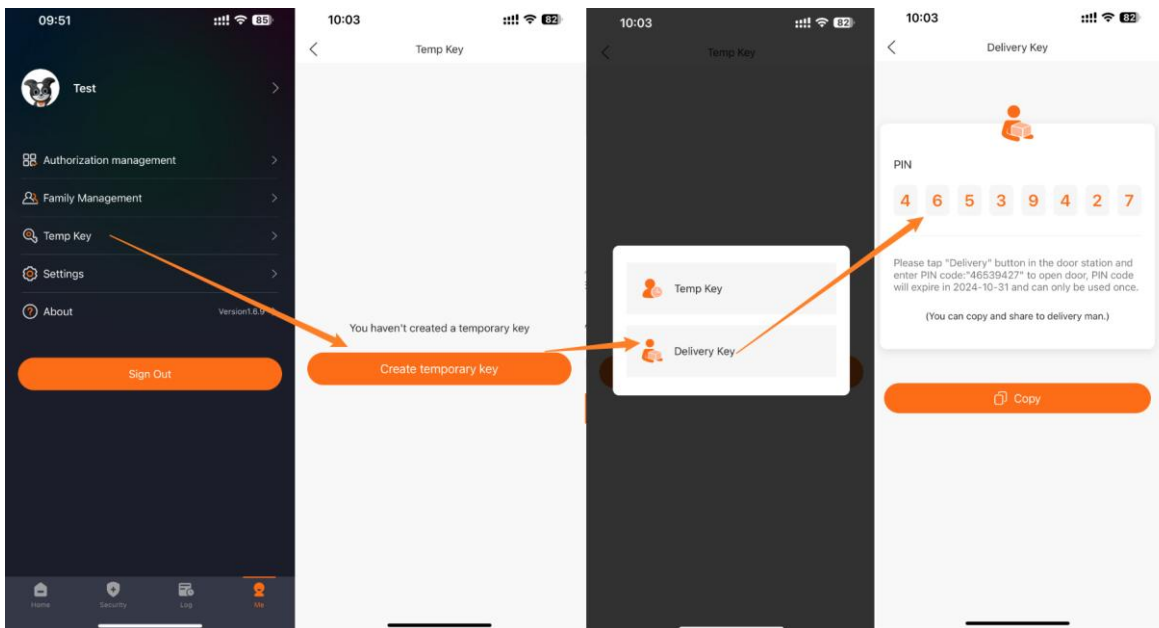 09:51
85
Test
Authorization management
Family Management
Temp Key
Settings
About
Version1.6.9
Sign Out
Home
Security
Log
Me
10:03
82
Temp Key
You haven't created a temporary key
Create temporary key
10:03
82
Temp Key
Temp Key
Delivery Key
10:03
82
Delivery Key
PIN
4 6 5 3 9 4 2 7
Please tap "Delivery" button in the door station and
enter PIN code:"46539427" to open door, PIN code
will expire in 2024-10-31 and can only be used once.
(You can copy and share to delivery man.)
Copy